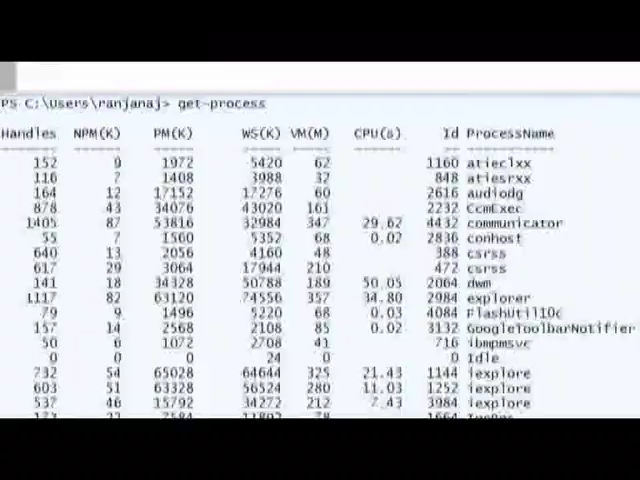 PS C:\Users\ranjanaj> get-process
Handles NPM(K) PM(K) WS(K) VM(M) CPU(s) Id ProcessName
------- ------ ----- ----- ----- ------ -- -----------
152 9 1972 5420 62 1160 atieclxx
116 7 1408 3988 32 848 atiesrxx
164 12 17152 17276 60 2616 audiodg
878 43 34076 43020 161 2232 CcmExec
1405 87 53816 32984 347 29.62 4432 communicator
55 7 1560 5352 68 0.02 2836 conhost
640 13 2056 4160 48 388 csrss
617 29 3064 17944 210 472 csrss
141 18 34328 50788 189 50.05 2064 dwm
1117 82 63120 74556 357 34.80 2984 explorer
79 9 1496 5220 68 0.03 4084 FlashUtil10c
157 14 2568 2108 85 0.02 3132 GoogleToolbarNotifier
50 6 1072 2708 41 716 ibmpmsvc
0 0 0 24 0 0 Idle
732 54 65028 64644 325 21.43 1144 iexplore
603 51 63328 56524 280 11.03 1252 iexplore
537 46 15792 34272 212 7.43 3984 iexplore